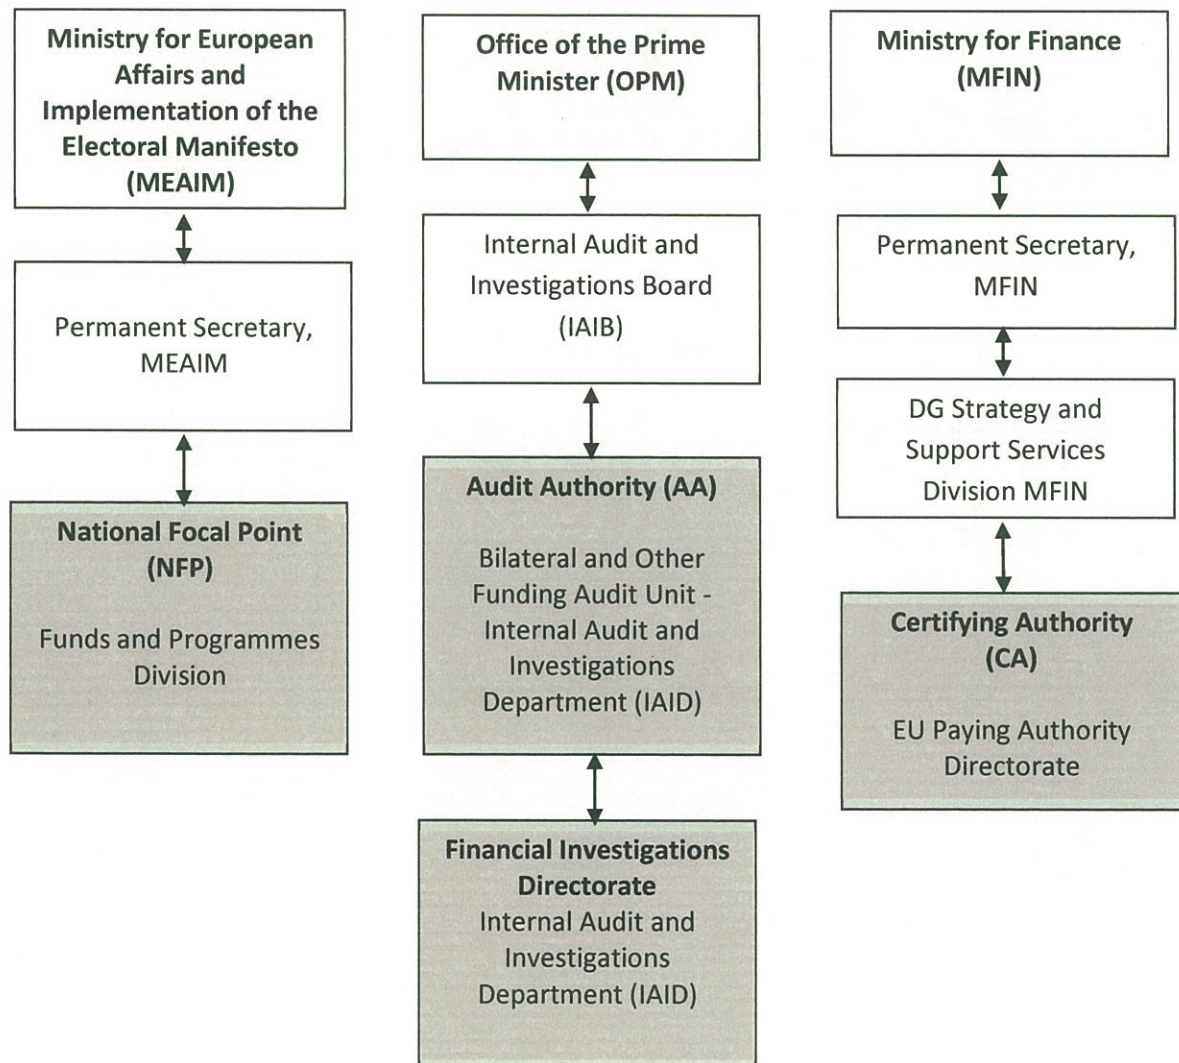 Ministry for European
Affairs and
Implementation of the
Electoral Manifesto
(MEAIM)
Permanent Secretary,
MEAIM
National Focal Point
(NFP)
Funds and Programmes
Division
Office of the Prime
Minister (OPM)
Internal Audit and
Investigations Board
(IAIB)
Audit Authority (AA)
Bilateral and Other
Funding Audit Unit -
Internal Audit and
Investigations
Department (IAID)
Financial Investigations
Directorate
Internal Audit and
Investigations
Department (IAID)
Ministry for Finance
(MFIN)
Permanent Secretary,
MFIN
DG Strategy and
Support Services
Division MFIN
Certifying Authority
(CA)
EU Paying Authority
Directorate